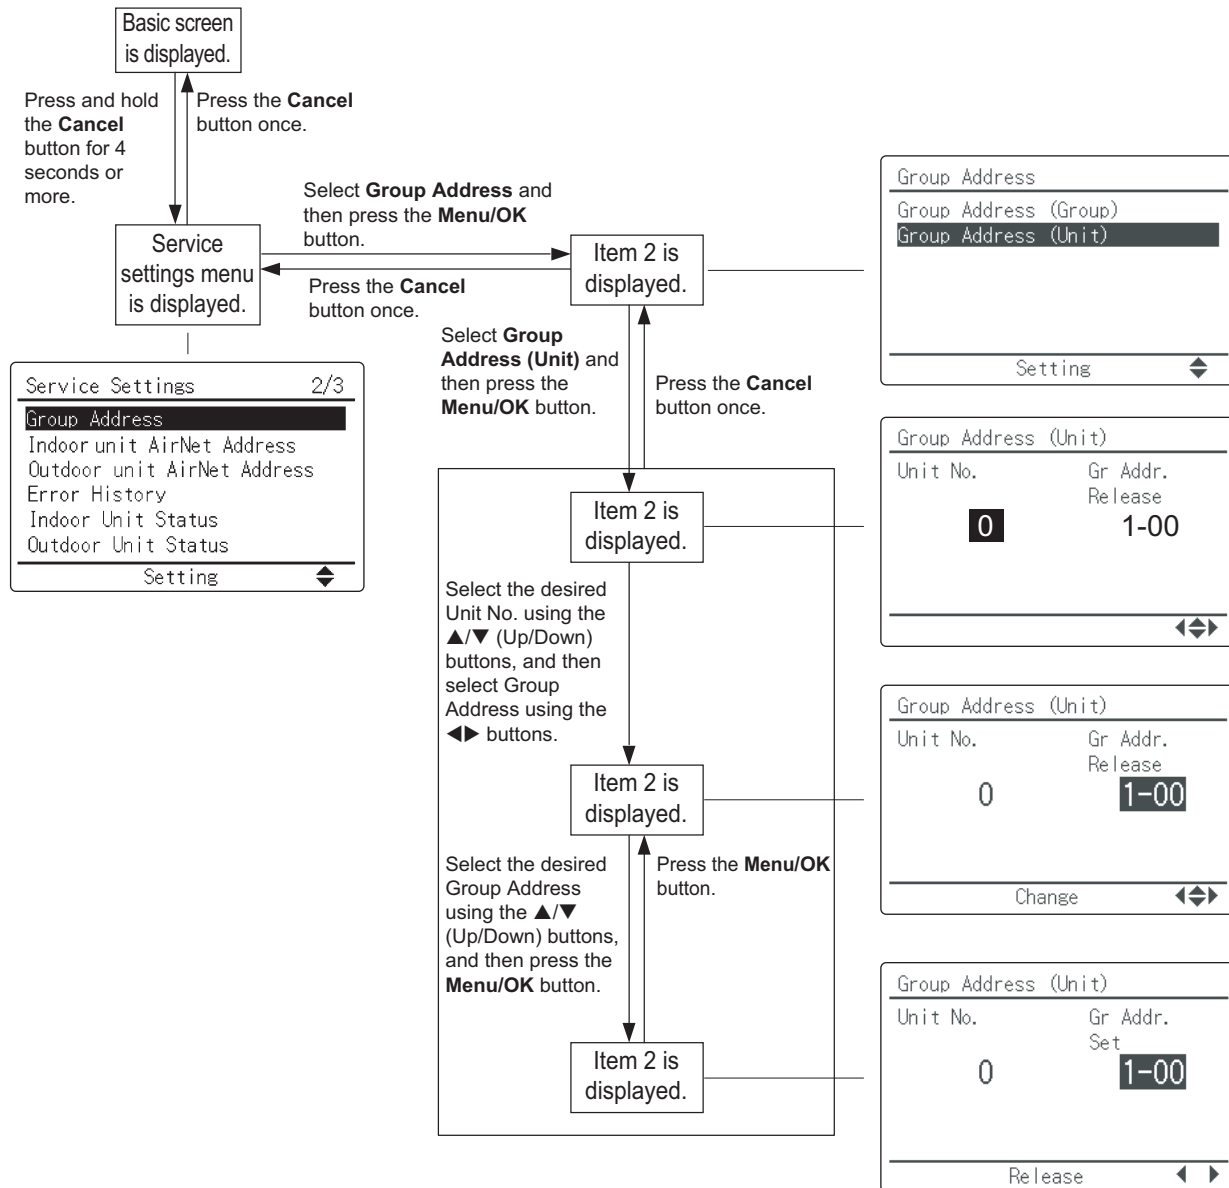 Basic screen
is displayed.
Press and hold
the Cancel
button for 4
seconds or
more.
Press the Cancel
button once.
Select Group Address and
then press the Menu/OK
button.
Service
settings menu
is displayed.
Press the Cancel
button once.
Item 2 is
displayed.
Group Address
Group Address (Group)
Group Address (Unit)
Setting
Service Settings 2/3
Group Address
Indoor unit AirNet Address
Outdoor unit AirNet Address
Error History
Indoor Unit Status
Outdoor Unit Status
Setting
Select Group
Address (Unit) and
then press the
Menu/OK button.
Press the Cancel
button once.
Item 2 is
displayed.
Group Address (Unit)
Unit No. Gr Addr.
Release
0 1-00
Select the desired
Unit No. using the
▲/▼ (Up/Down)
buttons, and then
select Group
Address using the
◀▶ buttons.
Item 2 is
displayed.
Group Address (Unit)
Unit No. Gr Addr.
Release
0 1-00
Change
Select the desired
Group Address
using the ▲/▼
(Up/Down) buttons,
and then press the
Menu/OK button.
Press the Menu/OK
button.
Item 2 is
displayed.
Group Address (Unit)
Unit No. Gr Addr.
Set
0 1-00
Release